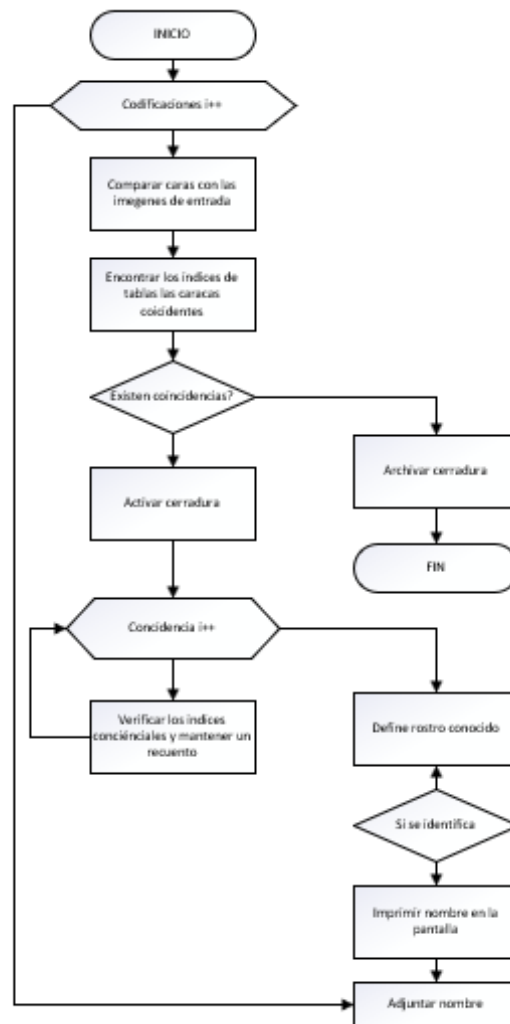 INICIO
Codificaciones i++
Comparar caras con las
imegenes de entrada
Encontrar los indices de
tablas las caracas
coicidentes
Existen coincidencias?
Activar cerradura
Archivar cerradura
FIN
Concidencia i++
Verificar los indices
conciénciales y mantener un
recuento
Define rostro conocido
Si se identifica
Imprimir nombre en la
pantalla
Adjuntar nombre